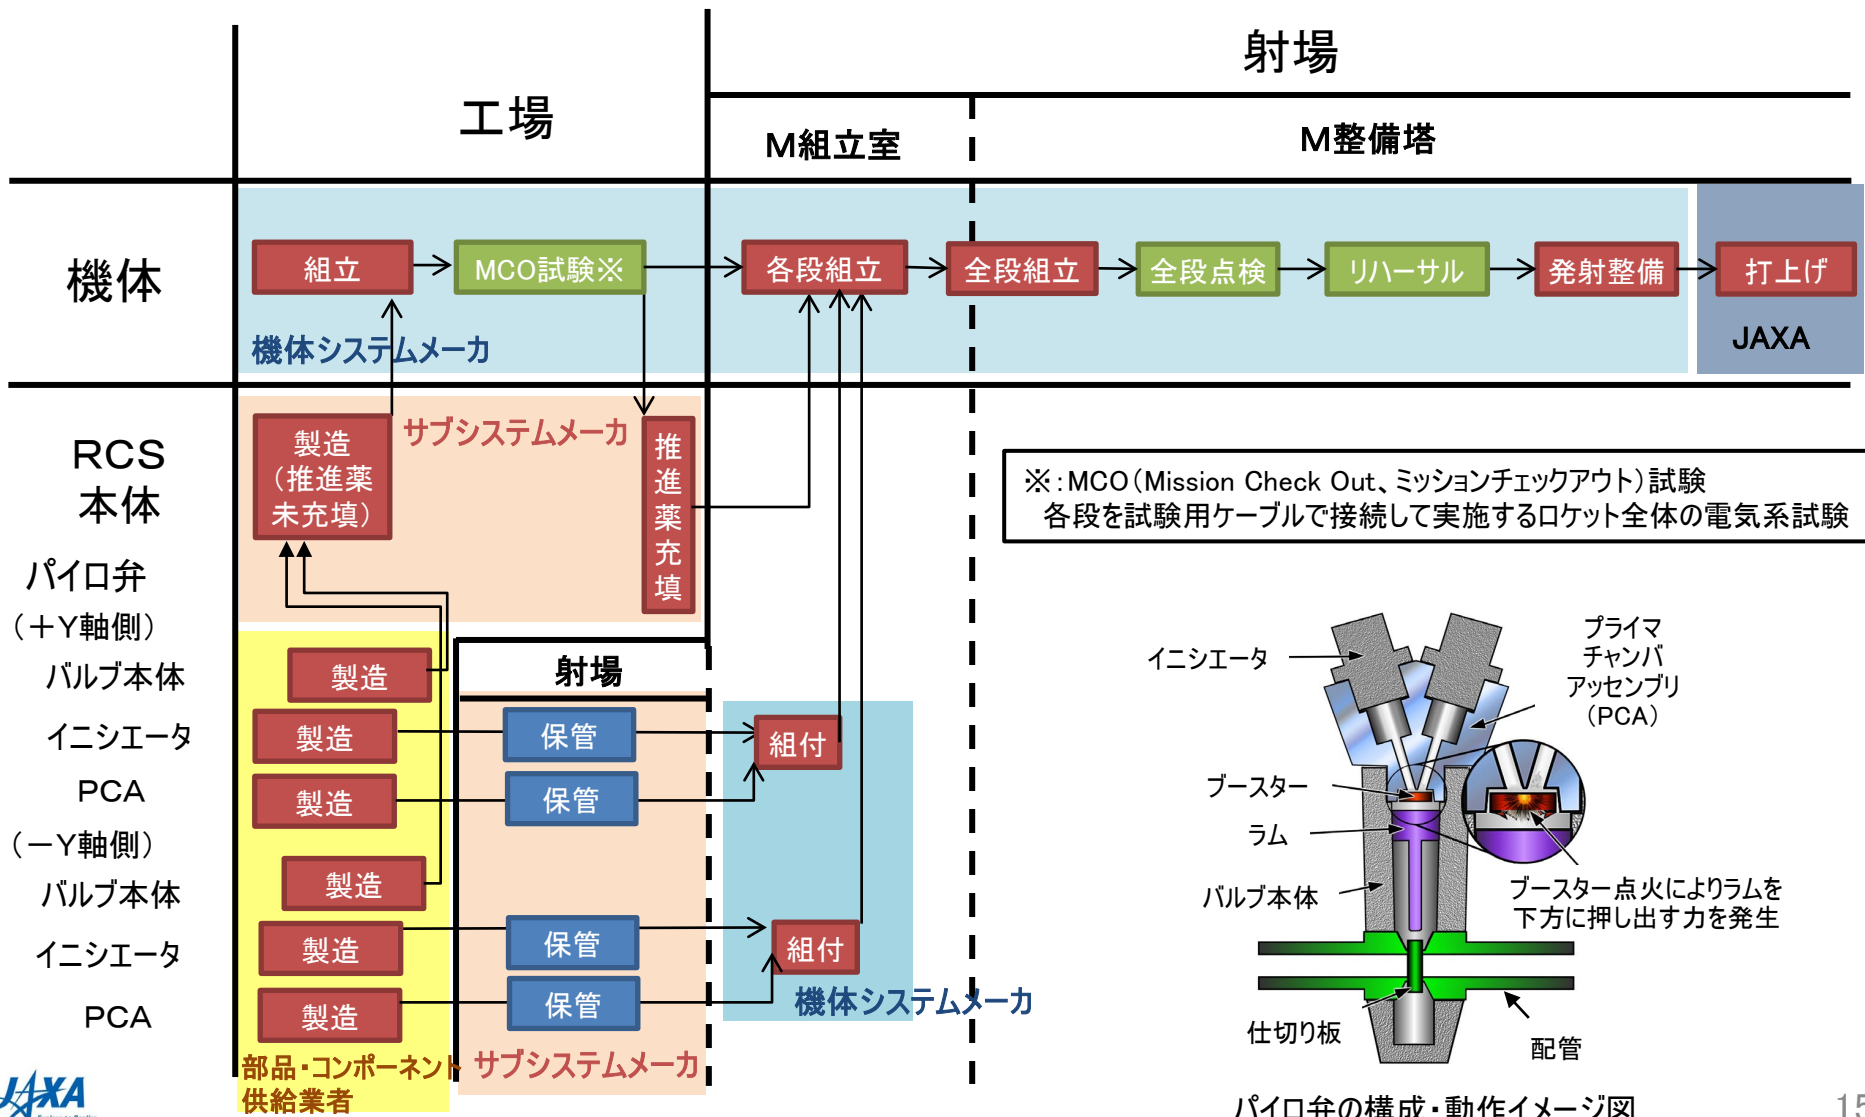 射場
工場
M組立室
M整備塔
機体
組立
MCO試験※
各段組立
全段組立
全段点検
リハーサル
発射整備
打上げ
機体システムメーカ
JAXA
RCS
本体
製造
(推進薬
未充填)
サブシステムメーカ
推
進
薬
充
填
※:MCO(Mission Check Out、ミッションチェックアウト)試験
各段を試験用ケーブルで接続して実施するロケット全体の電気系試験
パイロ弁
(+Y軸側)
バルブ本体
製造
射場
イニシエータ
製造
保管
組付
PCA
製造
保管
(-Y軸側)
バルブ本体
製造
イニシエータ
製造
保管
組付
PCA
製造
保管
機体システムメーカ
部品・コンポーネント
供給業者
サブシステムメーカ
イニシエータ
プライマ
チャンバ
アッセンブリ
(PCA)
ブースター
ラム
バルブ本体
ブースター点火によりラムを
下方に押し出す力を発生
仕切り板
配管
パイロ弁の構成・動作イメージ図
JAXA
15